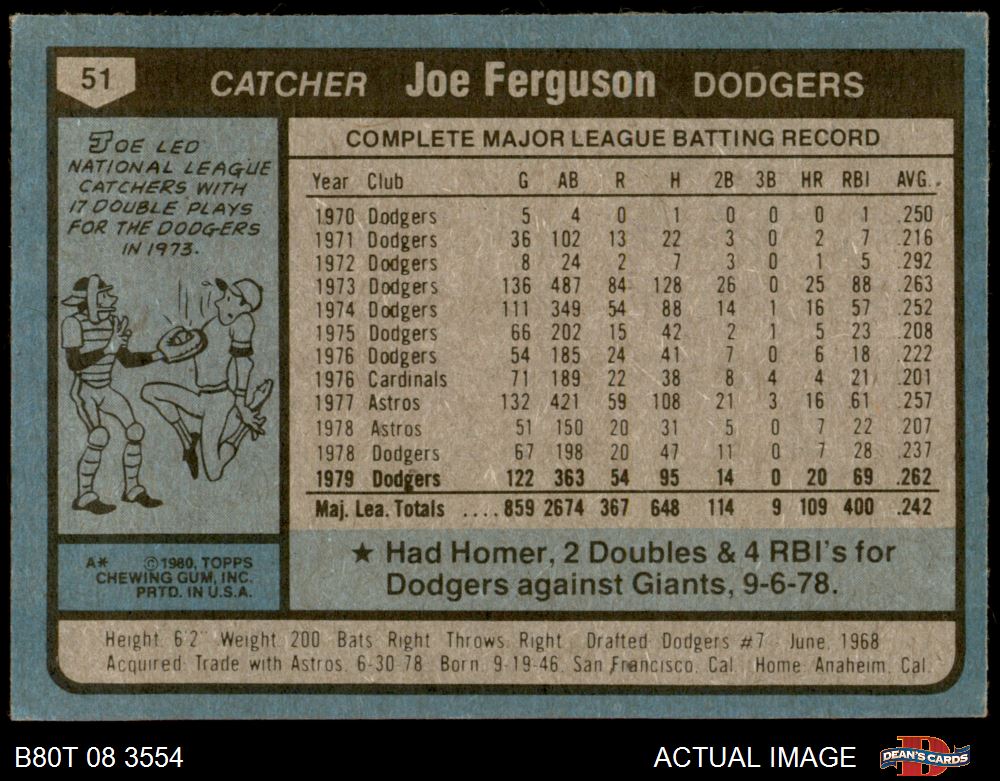 51
CATCHER Joe Ferguson DODGERS
JOE LED
NATIONAL LEAGUE
CATCHERS WITH
17 DOUBLE PLAYS
FOR THE DODGERS
IN 1973.
COMPLETE MAJOR LEAGUE BATTING RECORD
Year Club G AB R H 2B 3B HR RBI AVG.
1970 Dodgers 5 4 0 1 0 0 0 1 .250
1971 Dodgers 36 102 13 22 3 0 2 7 .216
1972 Dodgers 8 24 2 7 3 0 1 5 .292
1973 Dodgers 136 487 84 128 26 0 25 88 .263
1974 Dodgers 111 349 54 88 14 1 16 57 .252
1975 Dodgers 66 202 15 42 2 1 5 23 .208
1976 Dodgers 54 185 24 41 7 0 6 18 .222
1976 Cardinals 71 189 22 38 8 4 4 21 .201
1977 Astros 132 421 59 108 21 3 16 61 .257
1978 Astros 51 150 20 31 5 0 7 22 .207
1978 Dodgers 67 198 20 47 11 0 7 28 .237
1979 Dodgers 122 363 54 95 14 0 20 69 .262
Maj. Lea. Totals ....859 2674 367 648 114 9 109 400 .242
★ Had Homer, 2 Doubles & 4 RBI's for
Dodgers against Giants, 9-6-78.
A* ©1980, TOPPS
CHEWING GUM, INC.
PRTD. IN U.S.A.
Height 6'2" Weight 200 Bats Right Throws Right Drafted Dodgers #7 - June, 1968
Acquired: Trade with Astros, 6-30-78 Born 9-19-46, San Francisco, Cal. Home: Anaheim, Cal.
B80T 08 3554
ACTUAL IMAGE
DEAN'S CARDS